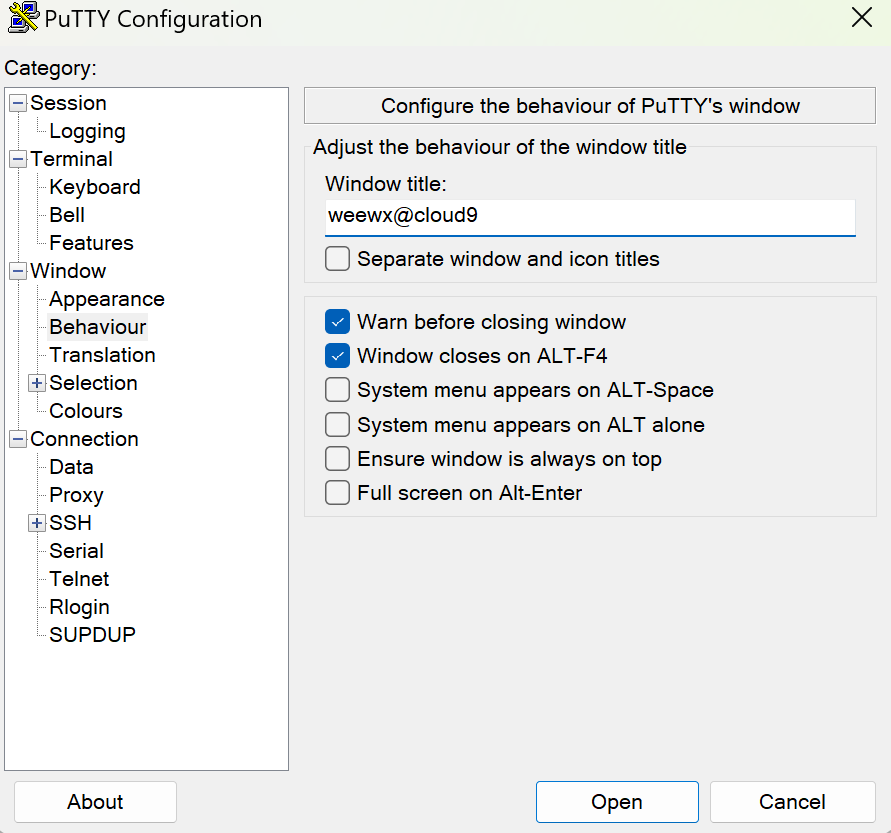 PuTTY Configuration
Category:
Session
Logging
Terminal
Keyboard
Bell
Features
Window
Appearance
Behaviour
Translation
Selection
Colours
Connection
Data
Proxy
SSH
Serial
Telnet
Rlogin
SUPDUP
Configure the behaviour of PuTTY's window
Adjust the behaviour of the window title
Window title:
weewx@cloud9
Separate window and icon titles
Warn before closing window
Window closes on ALT-F4
System menu appears on ALT-Space
System menu appears on ALT alone
Ensure window is always on top
Full screen on Alt-Enter
About
Open
Cancel